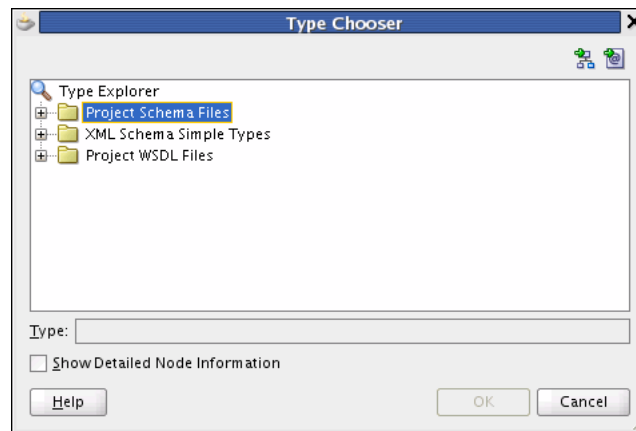 Type Chooser
Type Explorer
Project Schema Files
XML Schema Simple Types
Project WSDL Files
Type:
Show Detailed Node Information
Help OK Cancel